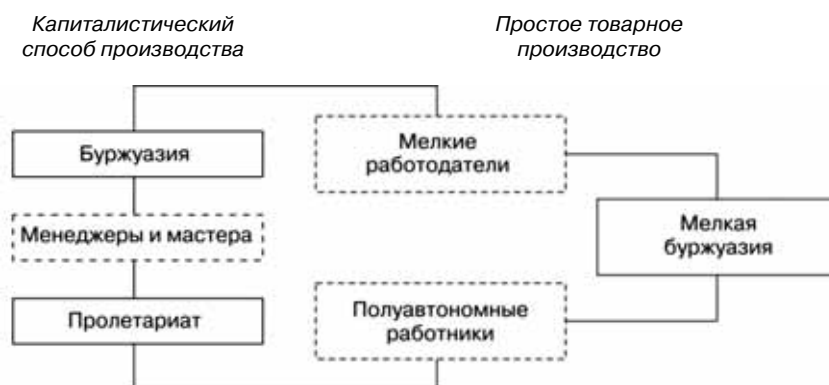 Капиталистический
способ производства
Простое товарное
производство
Буржуазия
Мелкие
работодатели
Менеджеры и мастера
Мелкая
буржуазия
Пролетариат
Полуавтономные
работники